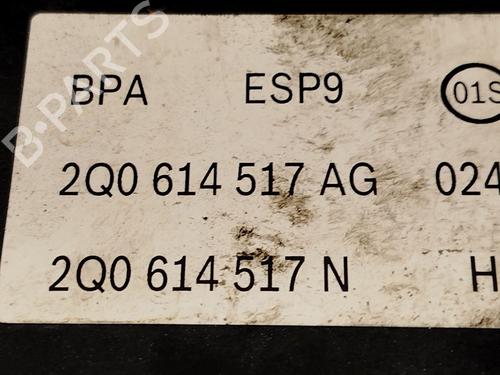 BPA ESP9 01S
2Q0 614 517 AG 024
2Q0 614 517 N H
B-PARTS